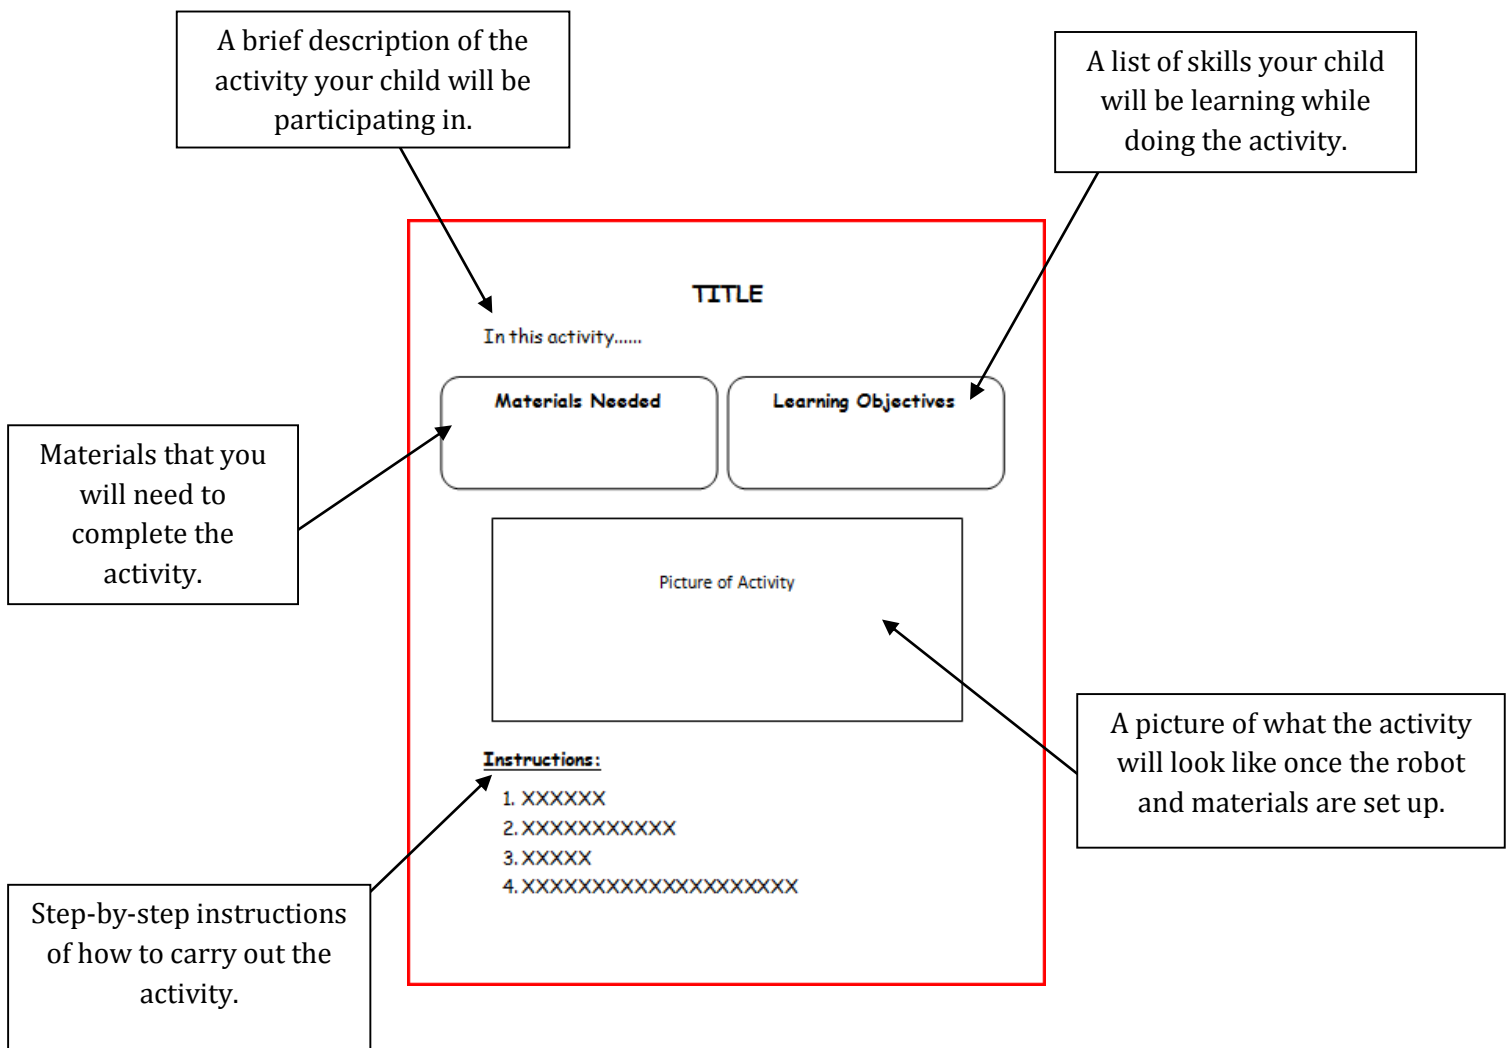 A brief description of the
activity your child will be
participating in.
A list of skills your child
will be learning while
doing the activity.
TITLE
In this activity......
Materials Needed
Learning Objectives
Materials that you
will need to
complete the
activity.
Picture of Activity
A picture of what the activity
will look like once the robot
and materials are set up.
Instructions:
1. XXXXXX
2. XXXXXXXXXXX
3. XXXXX
4. XXXXXXXXXXXXXXXXXXXX
Step-by-step instructions
of how to carry out the
activity.